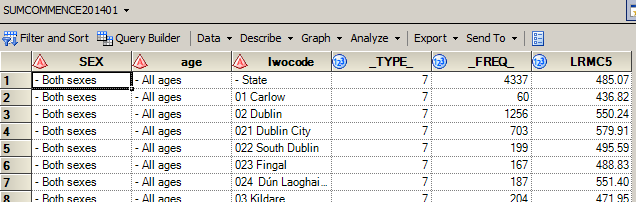 SUMCOMMENCE201401
Filter and Sort Query Builder Data Describe Graph Analyze Export Send To
SEX age lwocode _TYPE_ _FREQ_ LRMC5
1 - Both sexes - All ages - State 7 4337 485.07
2 - Both sexes - All ages 01 Carlow 7 60 436.82
3 - Both sexes - All ages 02 Dublin 7 1256 550.24
4 - Both sexes - All ages 021 Dublin City 7 703 579.91
5 - Both sexes - All ages 022 South Dublin 7 199 495.59
6 - Both sexes - All ages 023 Fingal 7 167 488.83
7 - Both sexes - All ages 024 Dún Laoghai... 7 187 551.40
8 - Both sexes - All ages 03 Kildare 7 204 471.95